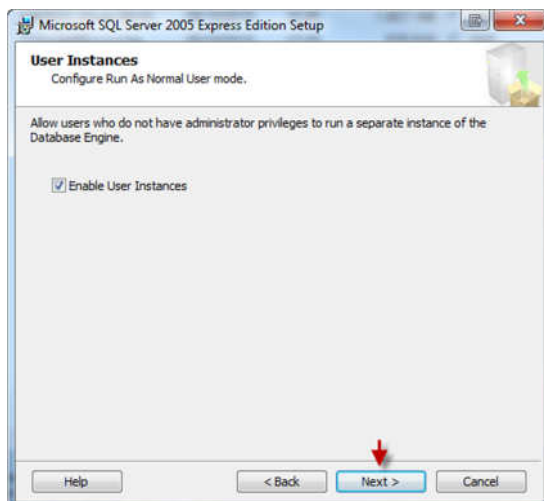 Microsoft SQL Server 2005 Express Edition Setup
User Instances
Configure Run As Normal User mode.
Allow users who do not have administrator privileges to run a separate instance of the
Database Engine.
Enable User Instances
Help
< Back
Next >
Cancel